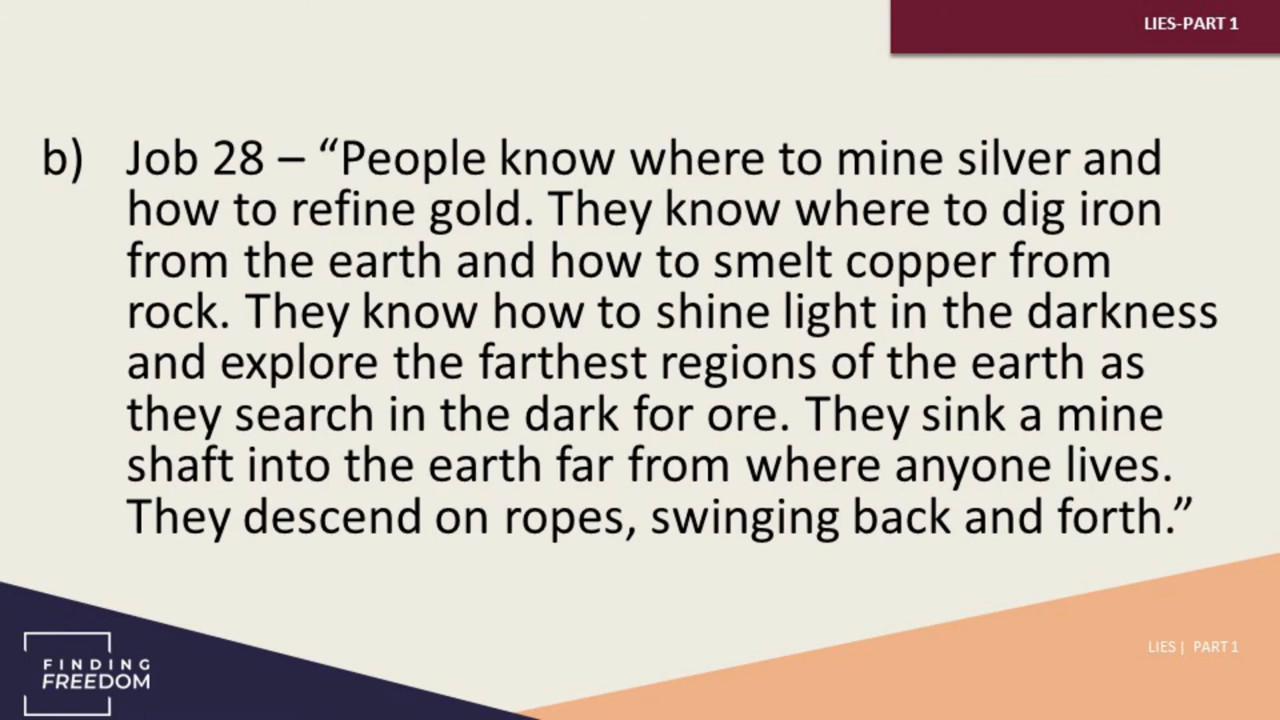 LIES-PART 1
b) Job 28 – “People know where to mine silver and
how to refine gold. They know where to dig iron
from the earth and how to smelt copper from
rock. They know how to shine light in the darkness
and explore the farthest regions of the earth as
they search in the dark for ore. They sink a mine
shaft into the earth far from where anyone lives.
They descend on ropes, swinging back and forth.”
LIES | PART 1
FINDING
FREEDOM